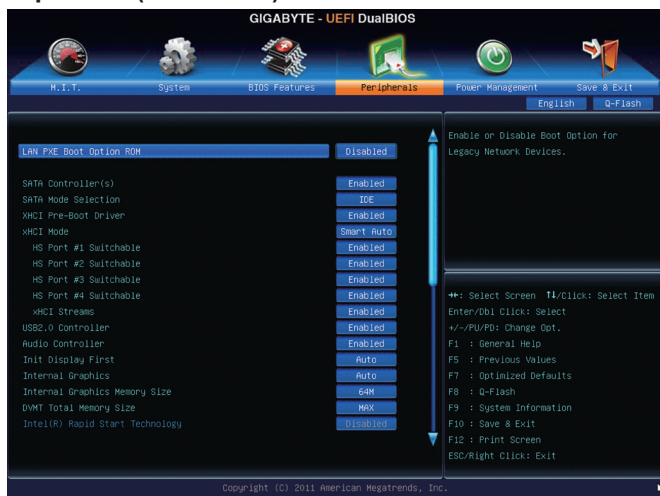 GIGABYTE - UEFI DualBIOS
M.I.T. System BIOS Features Peripherals Power Management Save & Exit
English Q-Flash
LAN PXE Boot Option ROM Disabled
SATA Controller(s) Enabled
SATA Mode Selection IDE
XHCI Pre-Boot Driver Enabled
xHCI Mode Smart Auto
HS Port #1 Switchable Enabled
HS Port #2 Switchable Enabled
HS Port #3 Switchable Enabled
HS Port #4 Switchable Enabled
xHCI Streams Enabled
USB2.0 Controller Enabled
Audio Controller Enabled
Init Display First Auto
Internal Graphics Auto
Internal Graphics Memory Size 64M
DVMT Total Memory Size MAX
Intel(R) Rapid Start Technology Disabled
Enable or Disable Boot Option for
Legacy Network Devices.
→←: Select Screen ↑↓/Click: Select Item
Enter/Dbl Click: Select
+/-/PU/PD: Change Opt.
F1 : General Help
F5 : Previous Values
F7 : Optimized Defaults
F8 : Q-Flash
F9 : System Information
F10 : Save & Exit
F12 : Print Screen
ESC/Right Click: Exit
Copyright (C) 2011 American Megatrends, Inc.